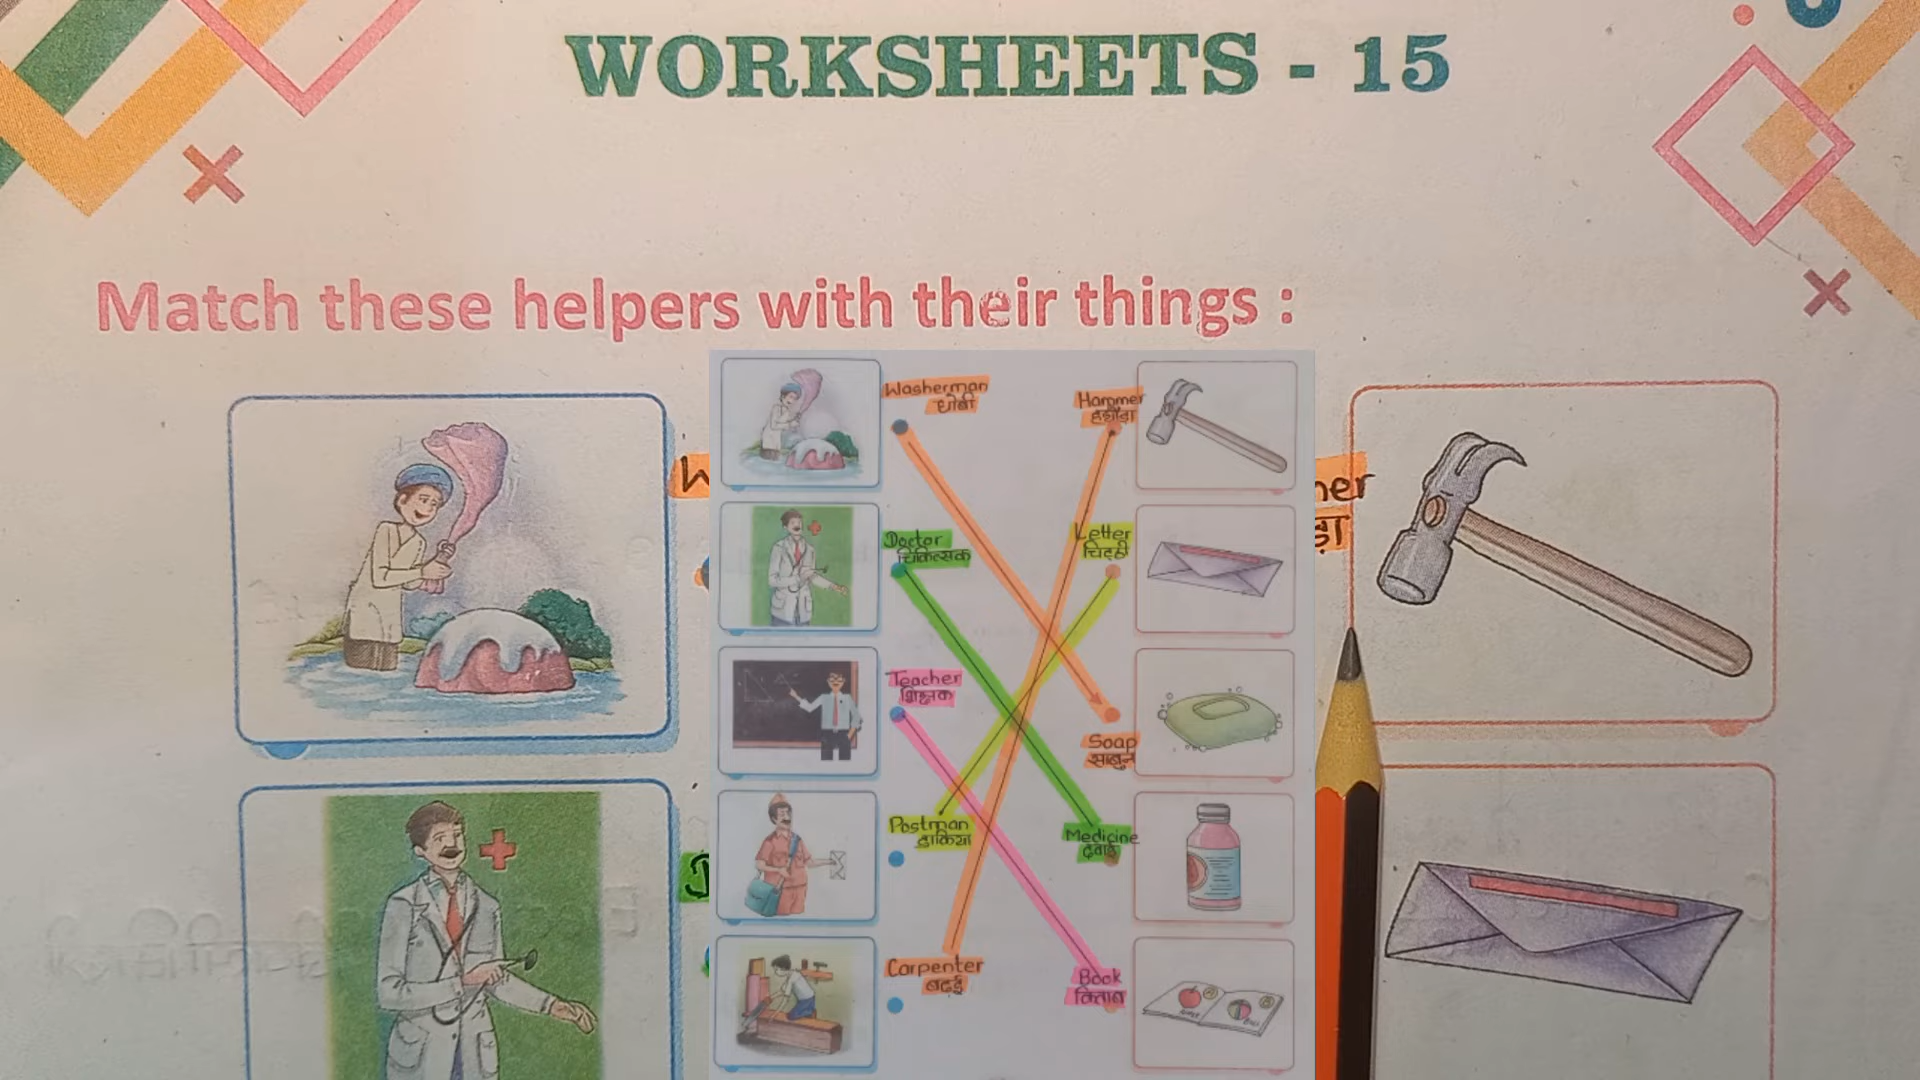 WORKSHEETS - 15
Match these helpers with their things :
Washerman
धोबी
Hammer
हथौड़ा
Doctor
चिकित्सक
Letter
चिट्ठी
Teacher
शिक्षक
Soap
साबुन
Postman
डाकिया
Medicine
दवाई
Carpenter
बढ़ई
Book
किताब